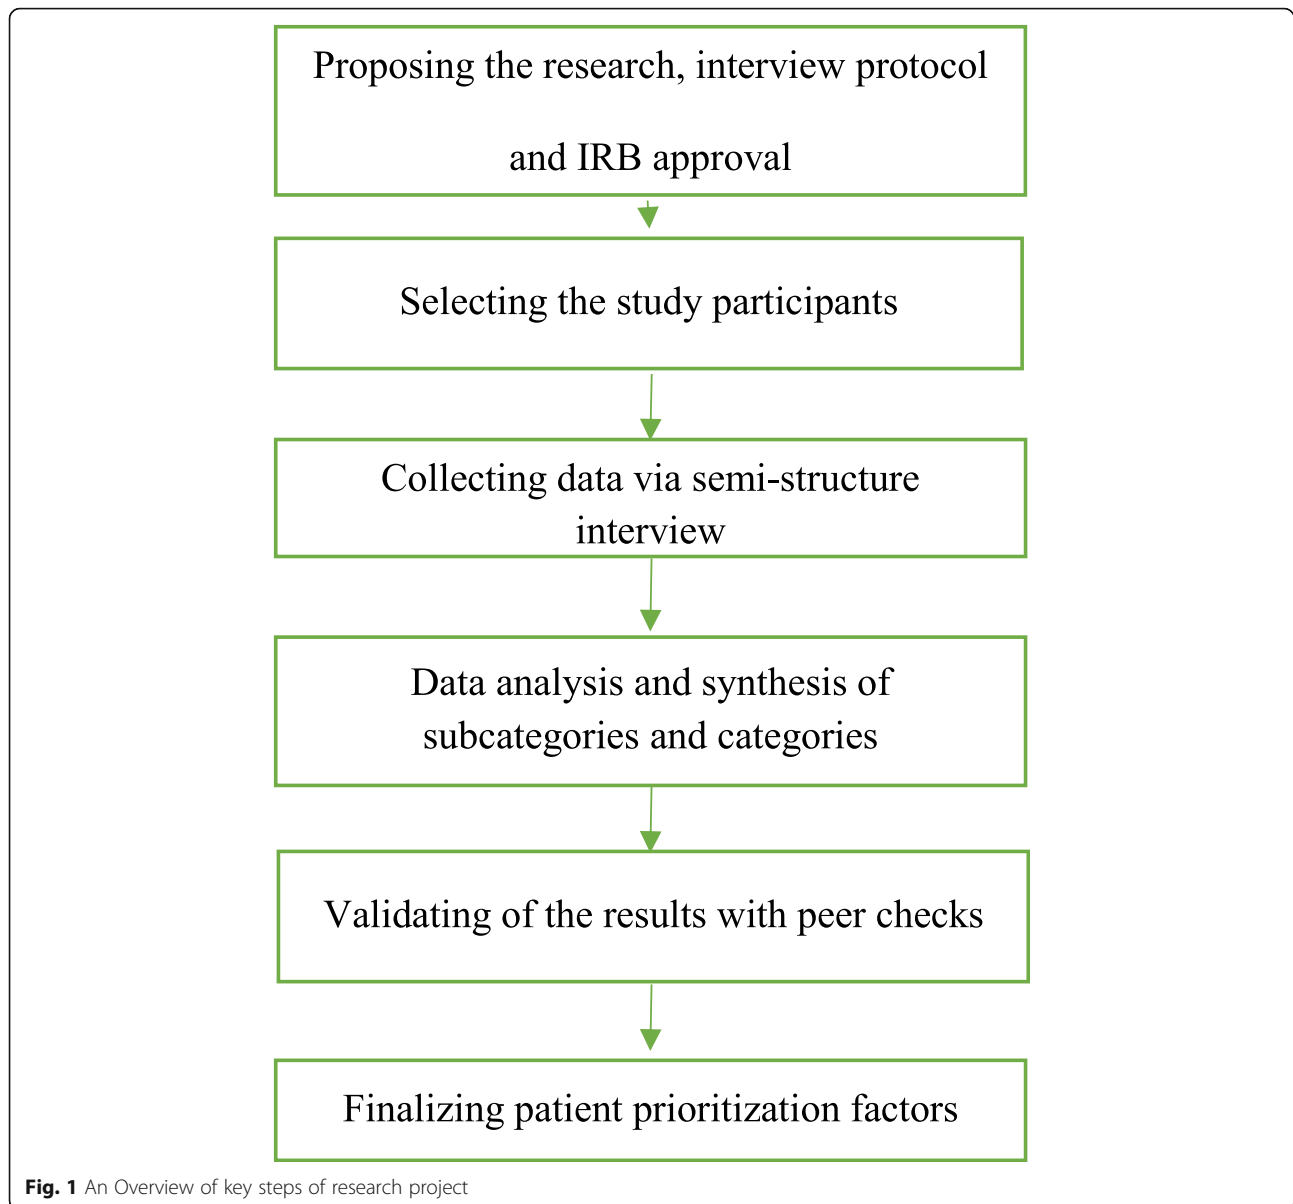 Proposing the research, interview protocol
and IRB approval
Selecting the study participants
Collecting data via semi-structure
interview
Data analysis and synthesis of
subcategories and categories
Validating of the results with peer checks
Finalizing patient prioritization factors
Fig. 1 An Overview of key steps of research project